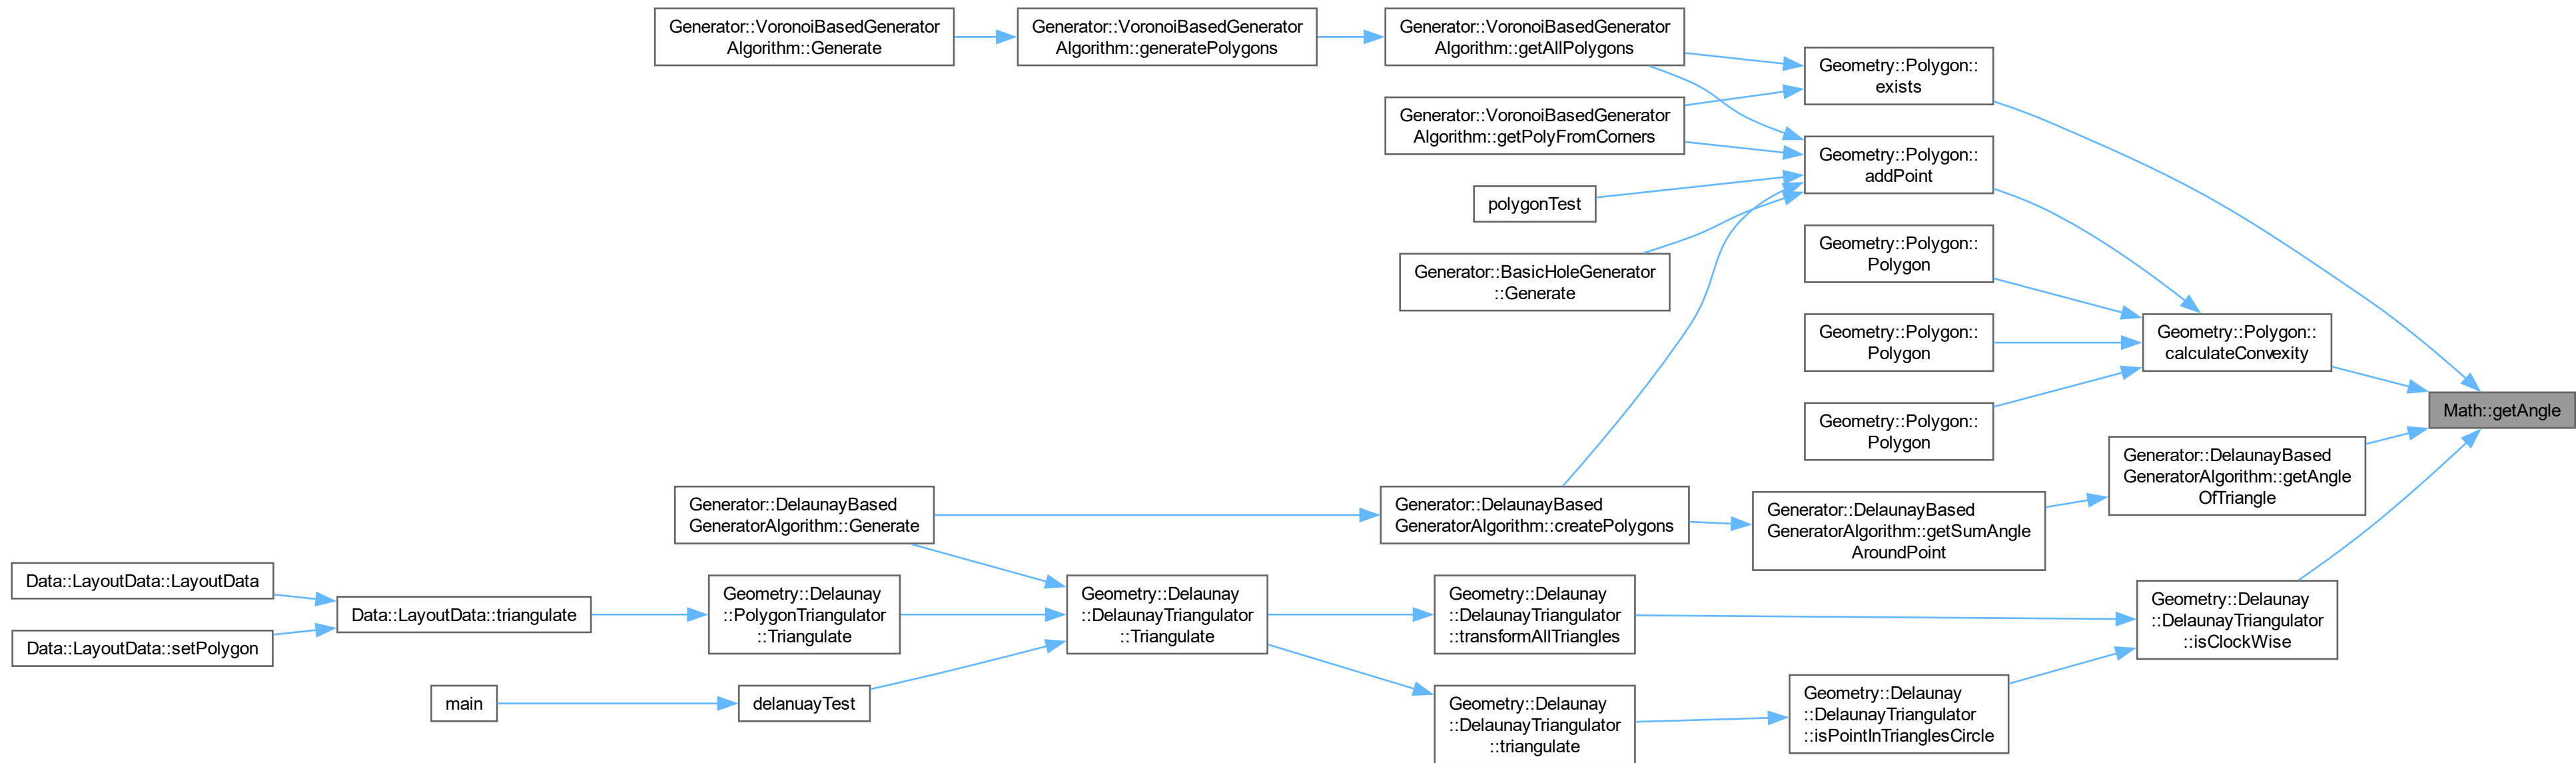 Generator::VoronoiBasedGenerator
Algorithm::Generate
Generator::VoronoiBasedGenerator
Algorithm::generatePolygons
Generator::VoronoiBasedGenerator
Algorithm::getAllPolygons
Geometry::Polygon::
exists
Generator::VoronoiBasedGenerator
Algorithm::getPolyFromCorners
Geometry::Polygon::
addPoint
polygonTest
Geometry::Polygon::
Polygon
Generator::BasicHoleGenerator
::Generate
Geometry::Polygon::
Polygon
Geometry::Polygon::
calculateConvexity
Geometry::Polygon::
Polygon
Math::getAngle
Generator::DelaunayBased
GeneratorAlgorithm::getAngle
OfTriangle
Generator::DelaunayBased
GeneratorAlgorithm::Generate
Generator::DelaunayBased
GeneratorAlgorithm::createPolygons
Generator::DelaunayBased
GeneratorAlgorithm::getSumAngle
AroundPoint
Data::LayoutData::LayoutData
Data::LayoutData::triangulate
Data::LayoutData::setPolygon
Geometry::Delaunay
::PolygonTriangulator
::Triangulate
Geometry::Delaunay
::DelaunayTriangulator
::Triangulate
Geometry::Delaunay
::DelaunayTriangulator
::transformAllTriangles
Geometry::Delaunay
::DelaunayTriangulator
::isClockWise
main
delanuayTest
Geometry::Delaunay
::DelaunayTriangulator
::triangulate
Geometry::Delaunay
::DelaunayTriangulator
::isPointInTrianglesCircle